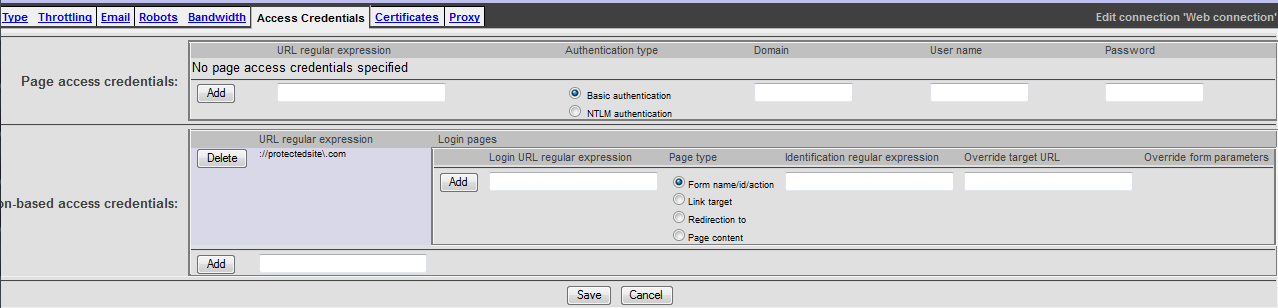 Type Throttling Email Robots Bandwidth Access Credentials Certificates Proxy Edit connection 'Web connection'
URL regular expression Authentication type Domain User name Password
No page access credentials specified
Page access credentials:
Add Basic authentication
NTLM authentication
URL regular expression Login pages
Delete ://protectedsite\.com Login URL regular expression Page type Identification regular expression Override target URL Override form parameters
Add Form name/id/action
Link target
n-based access credentials:
Redirection to
Page content
Add
Save Cancel